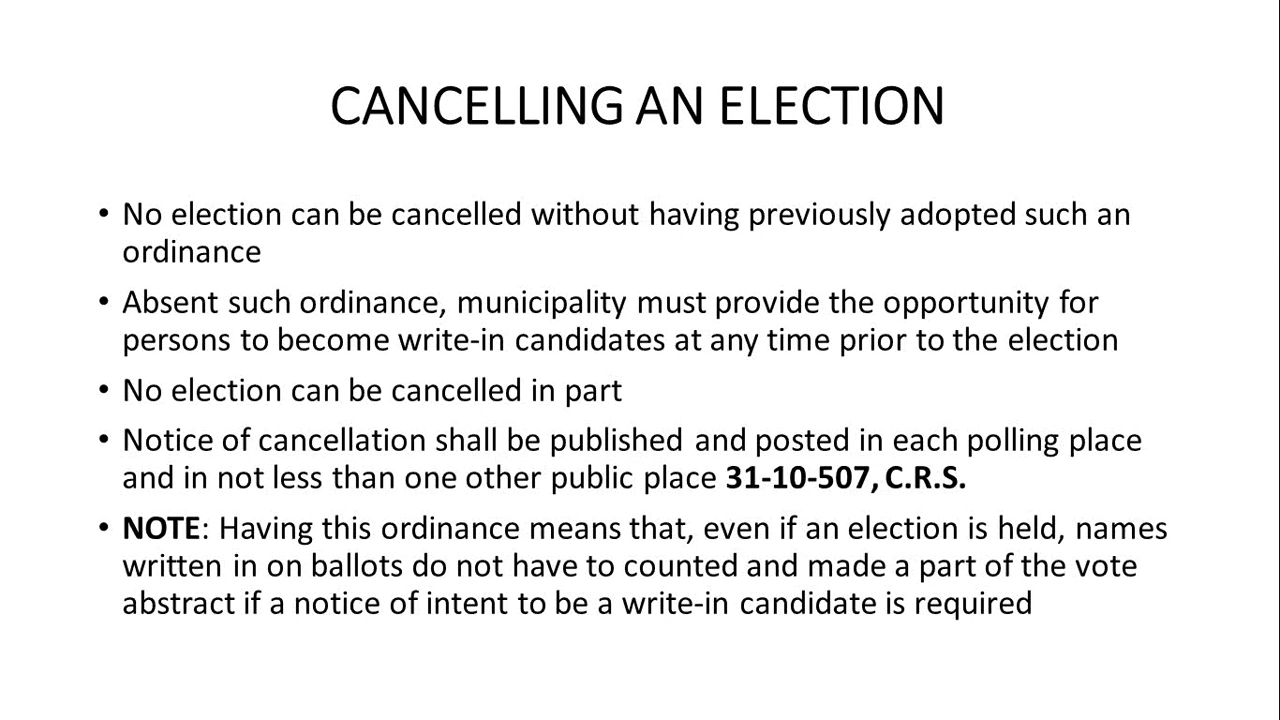 CANCELLING AN ELECTION
• No election can be cancelled without having previously adopted such an
ordinance
• Absent such ordinance, municipality must provide the opportunity for
persons to become write-in candidates at any time prior to the election
• No election can be cancelled in part
• Notice of cancellation shall be published and posted in each polling place
and in not less than one other public place 31-10-507, C.R.S.
• NOTE: Having this ordinance means that, even if an election is held, names
written in on ballots do not have to counted and made a part of the vote
abstract if a notice of intent to be a write-in candidate is required